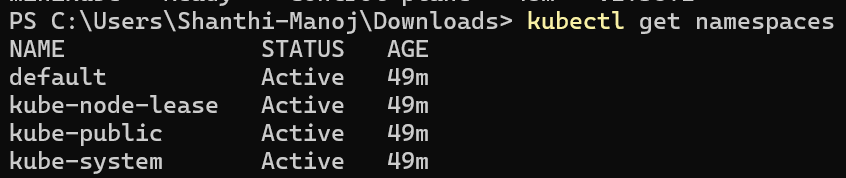 PS C:\Users\Shanthi-Manoj\Downloads> kubectl get namespaces
NAME STATUS AGE
default Active 49m
kube-node-lease Active 49m
kube-public Active 49m
kube-system Active 49m